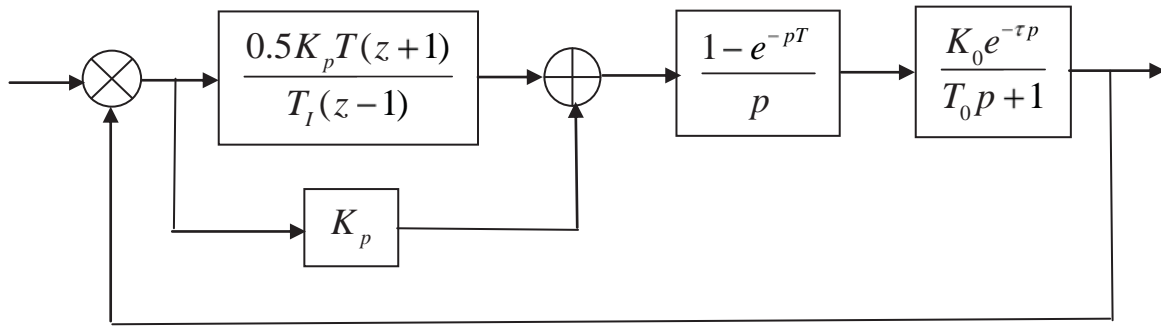 0.5K_pT(z+1)
T_I(z−1)
1−e^{−pT}
p
K_0e^{−τp}
T_0p+1
K_p